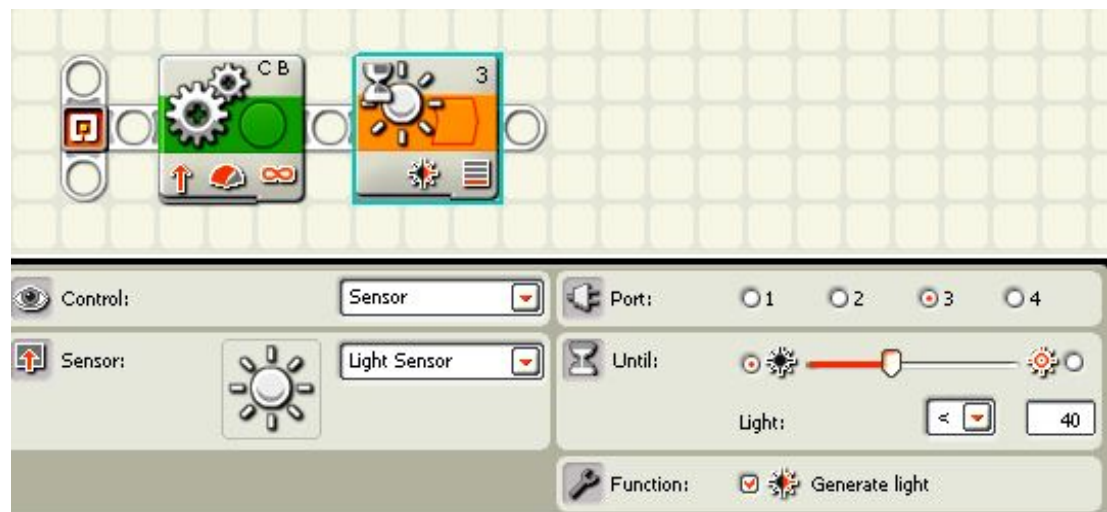 C B
3
Control:
Sensor
Port:
1
2
3
4
Sensor:
Light Sensor
Until:
Light:
<
40
Function:
Generate light